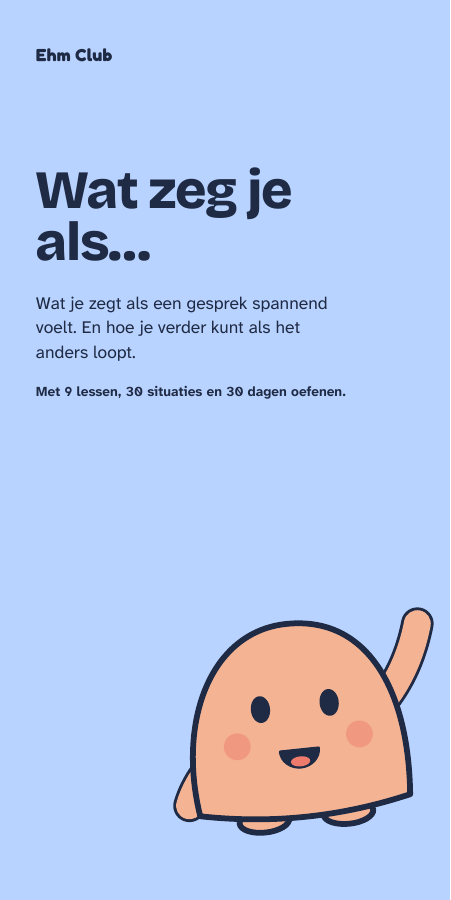 Ehm Club
Wat zeg je
als...
Wat je zegt als een gesprek spannend
voelt. En hoe je verder kunt als het
anders loopt.
Met 9 lessen, 30 situaties en 30 dagen oefenen.